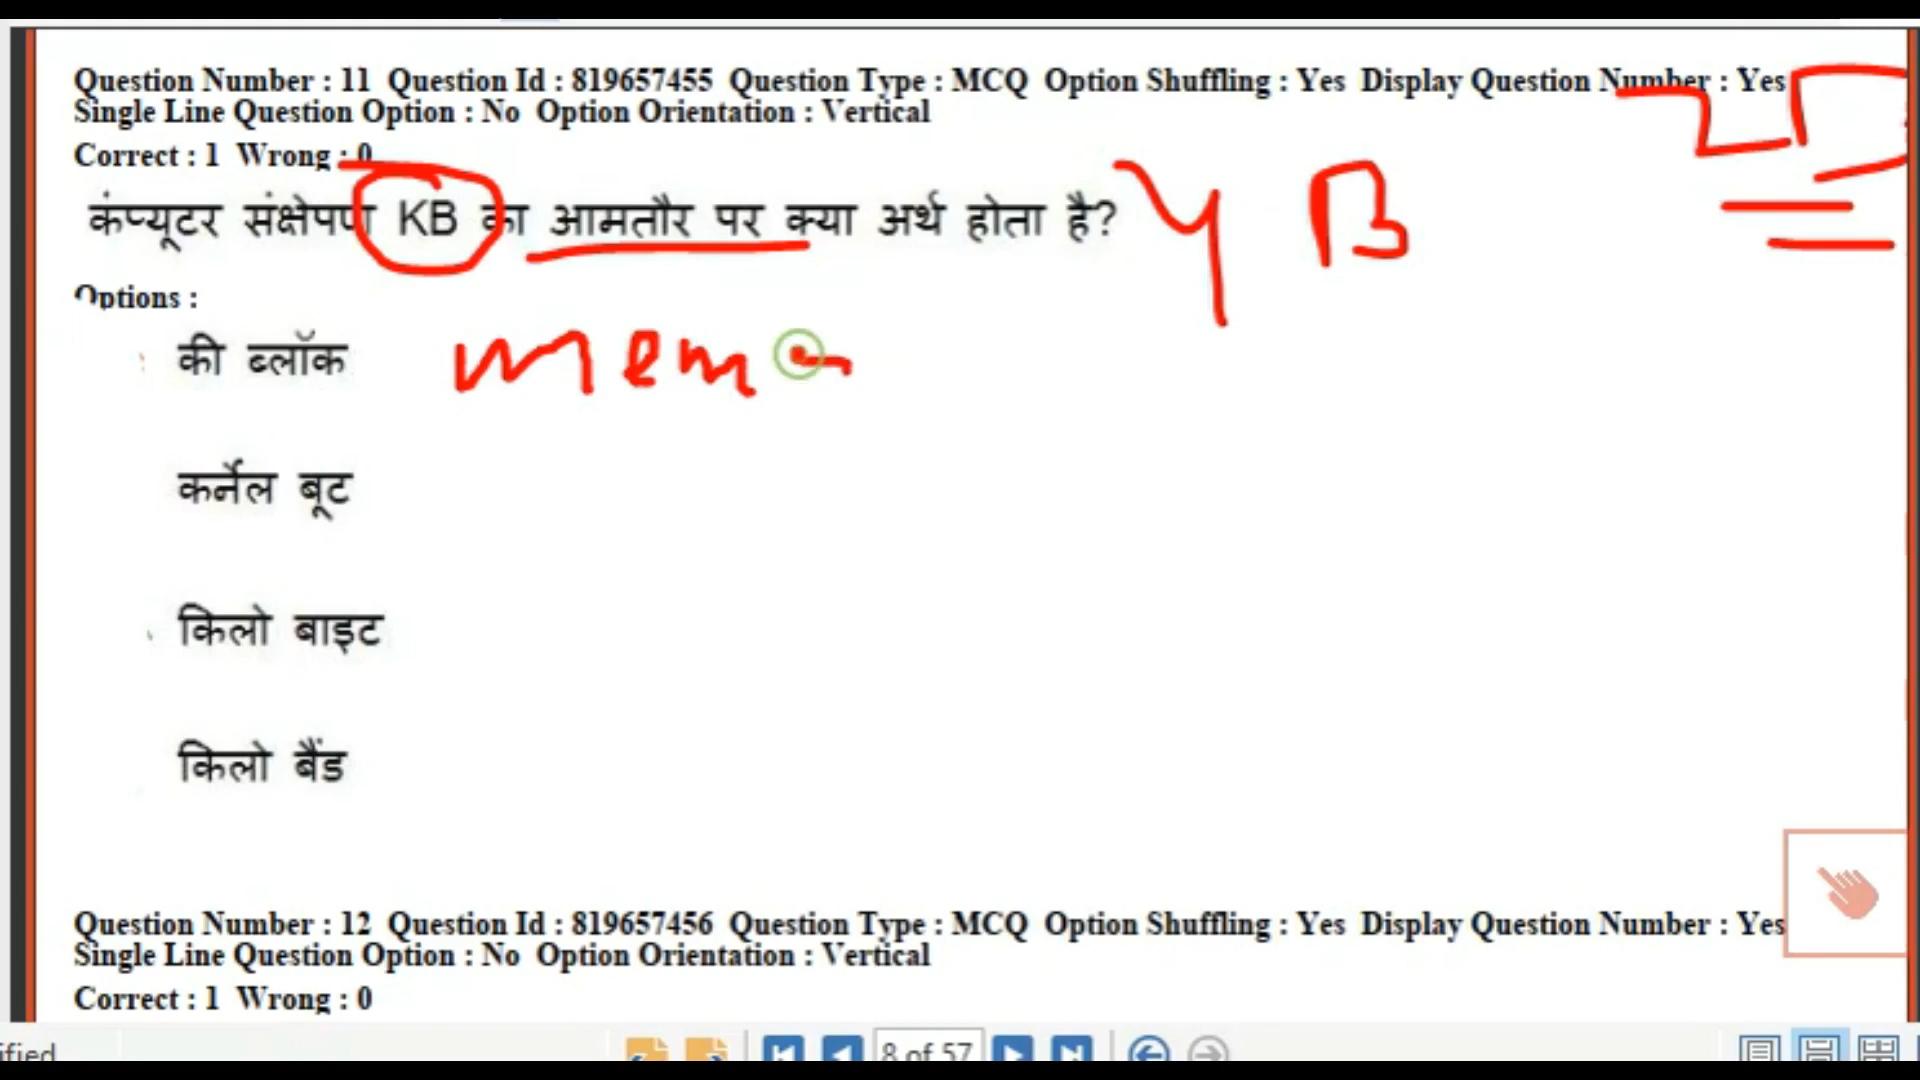 Question Number : 11 Question Id : 819657455 Question Type : MCQ Option Shuffling : Yes Display Question Number : Yes
Single Line Question Option : No Option Orientation : Vertical
Correct : 1 Wrong : 0
कंप्यूटर संक्षेपण KB का आमतौर पर क्या अर्थ होता है? Y B
Options :
की ब्लॉक mem
कर्नेल बूट
किलो बाइट
किलो बैंड
Question Number : 12 Question Id : 819657456 Question Type : MCQ Option Shuffling : Yes Display Question Number : Yes
Single Line Question Option : No Option Orientation : Vertical
Correct : 1 Wrong : 0
8 of 57